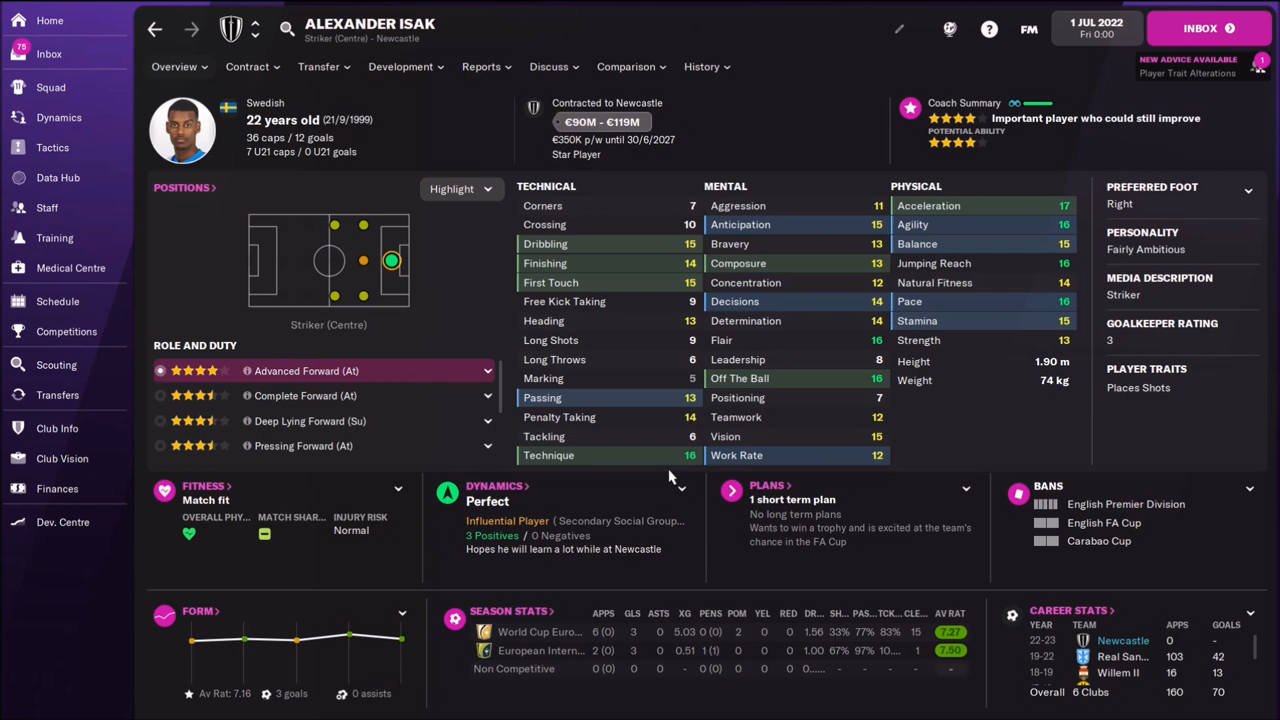 Home
75
Inbox
Squad
Dynamics
Tactics
Data Hub
Staff
Training
Medical Centre
Schedule
Competitions
Scouting
Transfers
Club Info
Club Vision
Finances
Dev. Centre
ALEXANDER ISAK
Striker (Centre) - Newcastle
FM
1 JUL 2022
Fri 0:00
INBOX
Overview
Contract
Transfer
Development
Reports
Discuss
Comparison
History
NEW ADVICE AVAILABLE
Player Trait Alterations
1
Swedish
22 years old (21/9/1999)
36 caps / 12 goals
7 U21 caps / 0 U21 goals
Contracted to Newcastle
€90M - €119M
€350K p/w until 30/6/2027
Star Player
Coach Summary
Important player who could still improve
POTENTIAL ABILITY
POSITIONS>
Highlight
Striker (Centre)
ROLE AND DUTY
Advanced Forward (At)
Complete Forward (At)
Deep Lying Forward (Su)
Pressing Forward (At)
TECHNICAL
Corners 7
Crossing 10
Dribbling 15
Finishing 14
First Touch 15
Free Kick Taking 9
Heading 13
Long Shots 9
Long Throws 6
Marking 5
Passing 13
Penalty Taking 14
Tackling 6
Technique 16
MENTAL
Aggression 11
Anticipation 15
Bravery 13
Composure 13
Concentration 12
Decisions 14
Determination 14
Flair 16
Leadership 8
Off The Ball 16
Positioning 7
Teamwork 12
Vision 15
Work Rate 12
PHYSICAL
Acceleration 17
Agility 16
Balance 15
Jumping Reach 16
Natural Fitness 14
Pace 16
Stamina 15
Strength 13
Height 1.90 m
Weight 74 kg
PREFERRED FOOT
Right
PERSONALITY
Fairly Ambitious
MEDIA DESCRIPTION
Striker
GOALKEEPER RATING
3
PLAYER TRAITS
Places Shots
FITNESS>
Match fit
OVERALL PHY... MATCH SHAR... INJURY RISK
Normal
DYNAMICS>
Perfect
Influential Player ( Secondary Social Group...
3 Positives / 0 Negatives
Hopes he will learn a lot while at Newcastle
PLANS>
1 short term plan
No long term plans
Wants to win a trophy and is excited at the team's
chance in the FA Cup
BANS
English Premier Division
English FA Cup
Carabao Cup
FORM>
Av Rat: 7.16 3 goals 0 assists
SEASON STATS> APPS GLS ASTS XG PENS POM YEL RED DR... SH... PAS... TCK... CLE... AV RAT
World Cup Euro... 6 (0) 3 0 5.03 0 (0) 2 0 0 1.56 33% 77% 83% 15 7.27
European Intern... 2 (0) 3 0 0.51 1 (1) 0 0 0 1.00 67% 97% 10.... 1 7.50
Non Competitive 0 (0) 0 0 - 0 (0) 0 0 0 -... -... -... - -
CAREER STATS>
YEAR TEAM APPS GOALS
22-23 Newcastle 0 -
19-22 Real San... 103 42
18-19 Willem II 16 13
Overall 6 Clubs 160 70